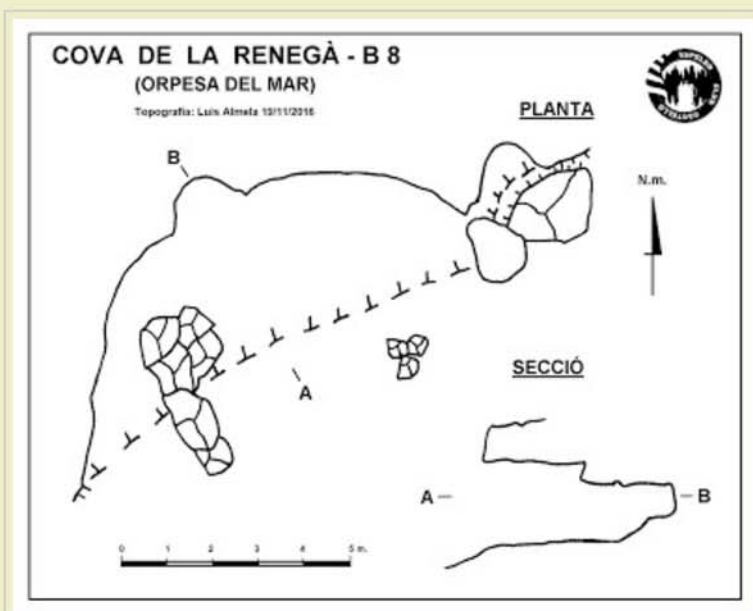 COVA DE LA RENEGÀ - B 8
(ORPESA DEL MAR)
Topografia: Luis Almela 19/11/2016
PLANTA
B
N.m.
A
SECCIÓ
A
B
0 1 2 3 4 5 m.